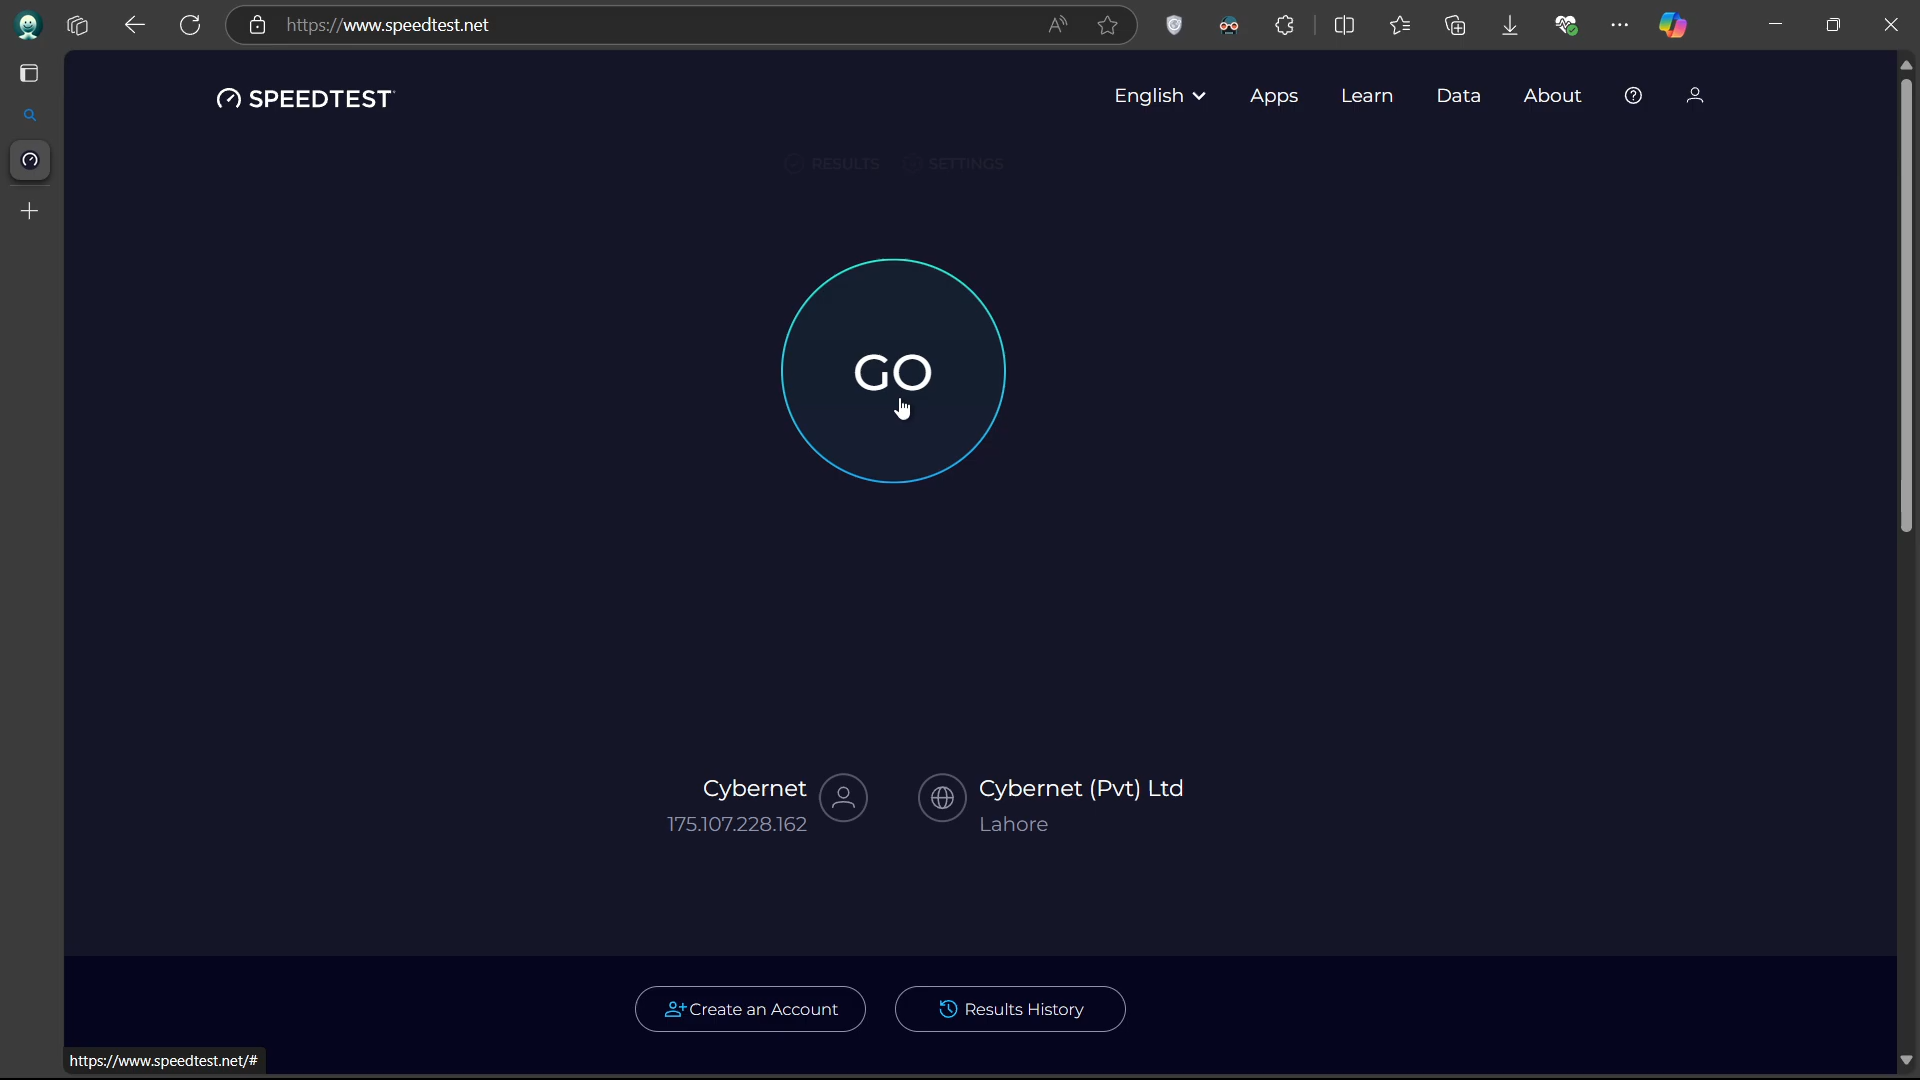 https://www.speedtest.net
SPEEDTEST
English Apps Learn Data About
RESULTS SETTINGS
GO
Cybernet
175.107.228.162
Cybernet (Pvt) Ltd
Lahore
Create an Account
Results History
https://www.speedtest.net/#